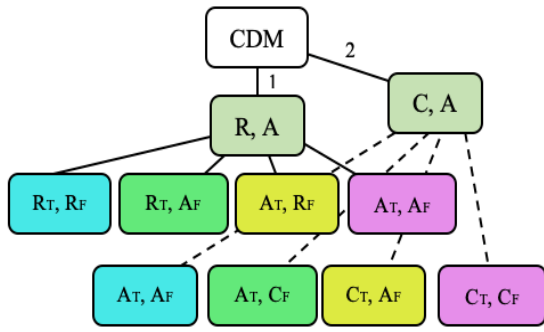 CDM
2
1
C, A
R, A
RT, RF
RT, AF
AT, RF
AT, AF
AT, AF
AT, CF
CT, AF
CT, CF